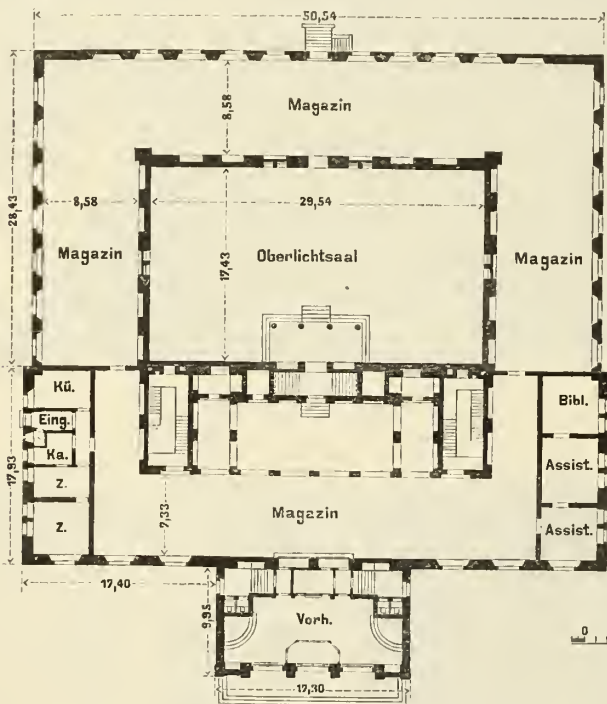 50,54
Magazin
8,58
28,43
8,58
29,54
Magazin
17,43
Oberlichtsaal
Magazin
Kü.
Bibl.
Eing.
Ka.
17,93
Assist.
Z.
7,33
Magazin
Z.
Assist.
17,40
9,95
Vorh.
0
17,30